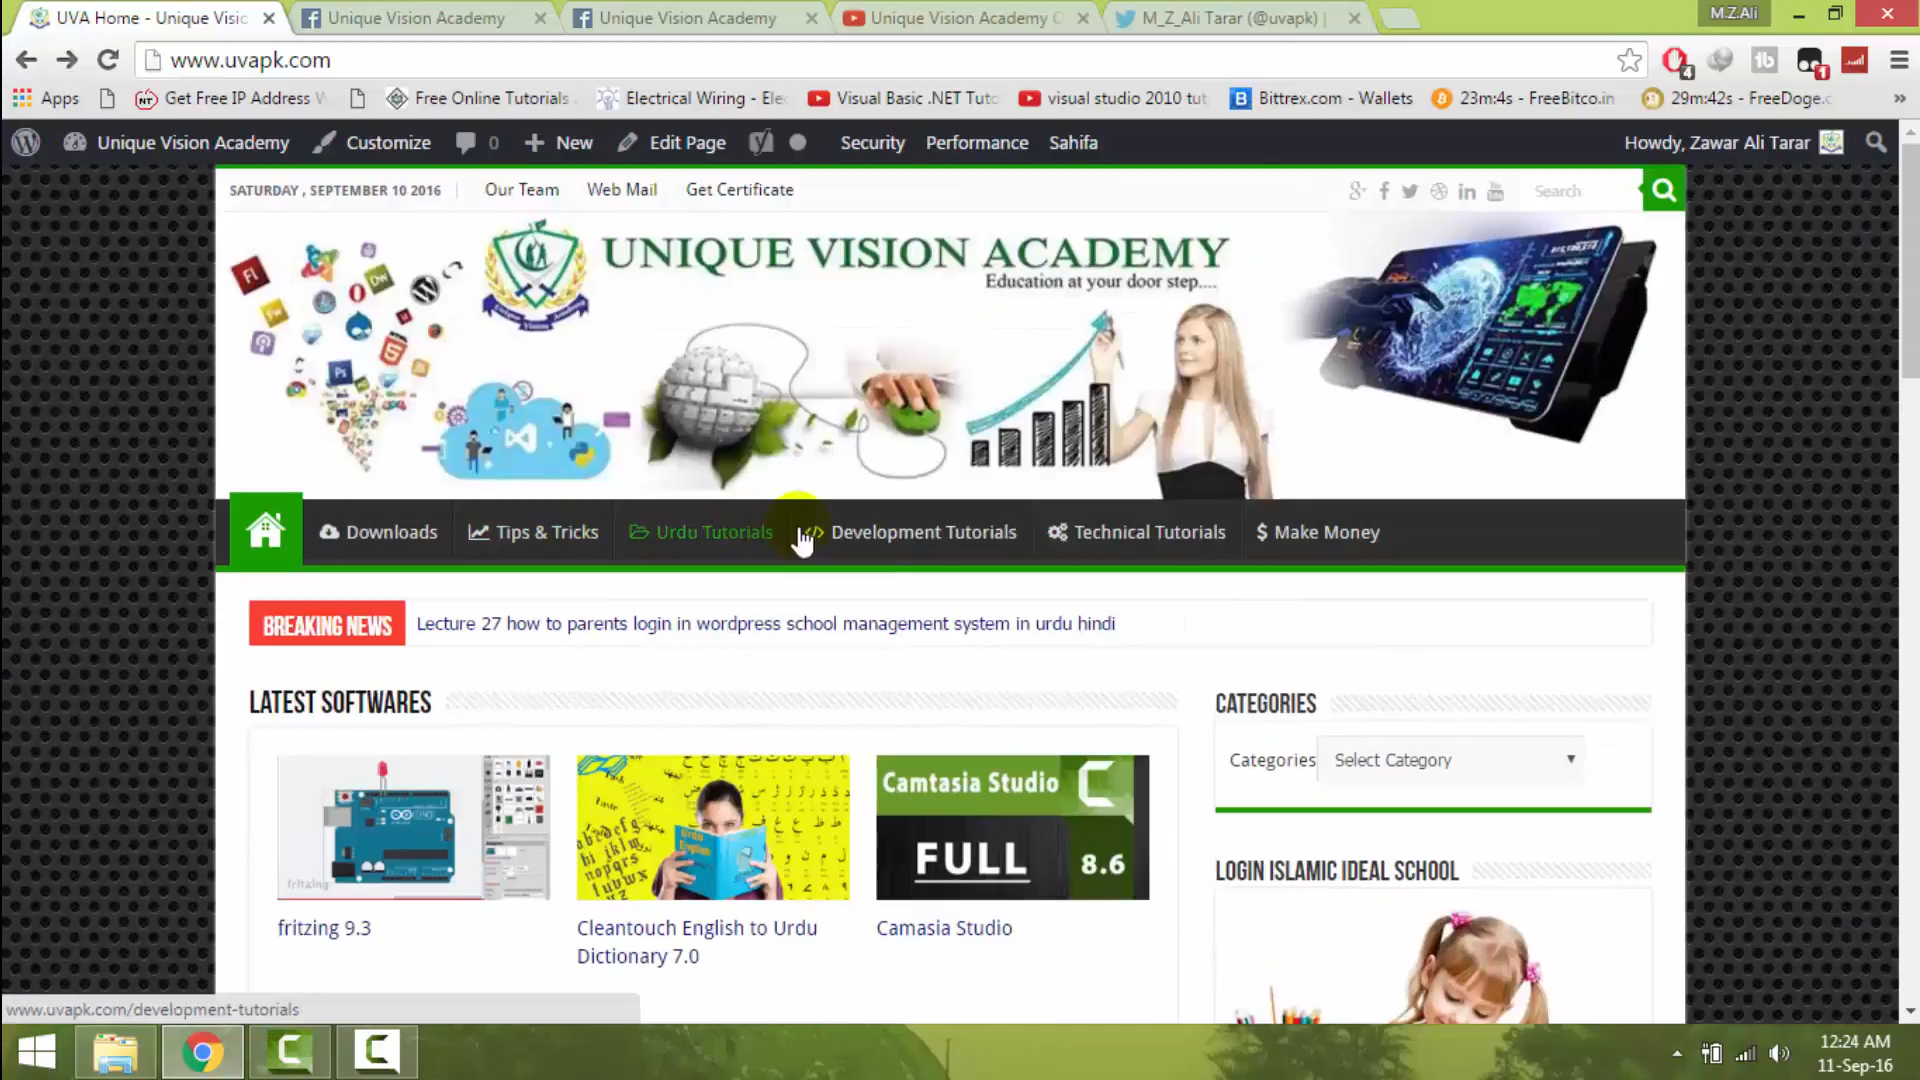 UVA Home - Unique Visio
Unique Vision Academy
Unique Vision Academy
Unique Vision Academy O
M_Z_Ali Tarar (@uvapk) |
M.Z.Ali
www.uvapk.com
4
1
Apps
Get Free IP Address W
Free Online Tutorials
Electrical Wiring - Ele
Visual Basic .NET Tuto
visual studio 2010 tut
Bittrex.com - Wallets
23m:4s - FreeBitco.in
29m:42s - FreeDoge.c
Unique Vision Academy
Customize
0
New
Edit Page
Security
Performance
Sahifa
Howdy, Zawar Ali Tarar
SATURDAY , SEPTEMBER 10 2016
Our Team
Web Mail
Get Certificate
Search
UNIQUE VISION ACADEMY
Education at your door step....
Unique Vision Academy
Downloads
Tips & Tricks
Urdu Tutorials
Development Tutorials
Technical Tutorials
$ Make Money
BREAKING NEWS
Lecture 27 how to parents login in wordpress school management system in urdu hindi
LATEST SOFTWARES
CATEGORIES
Categories
Select Category
LOGIN ISLAMIC IDEAL SCHOOL
fritzing
Camtasia Studio
FULL
8.6
fritzing 9.3
Cleantouch English to Urdu
Dictionary 7.0
Camasia Studio
www.uvapk.com/development-tutorials
12:24 AM
11-Sep-16